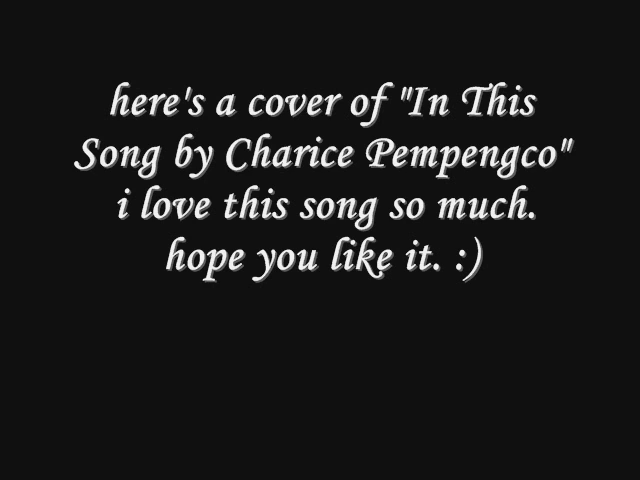 here's a cover of "In This
Song by Charice Pempengco"
i love this song so much.
hope you like it. :)